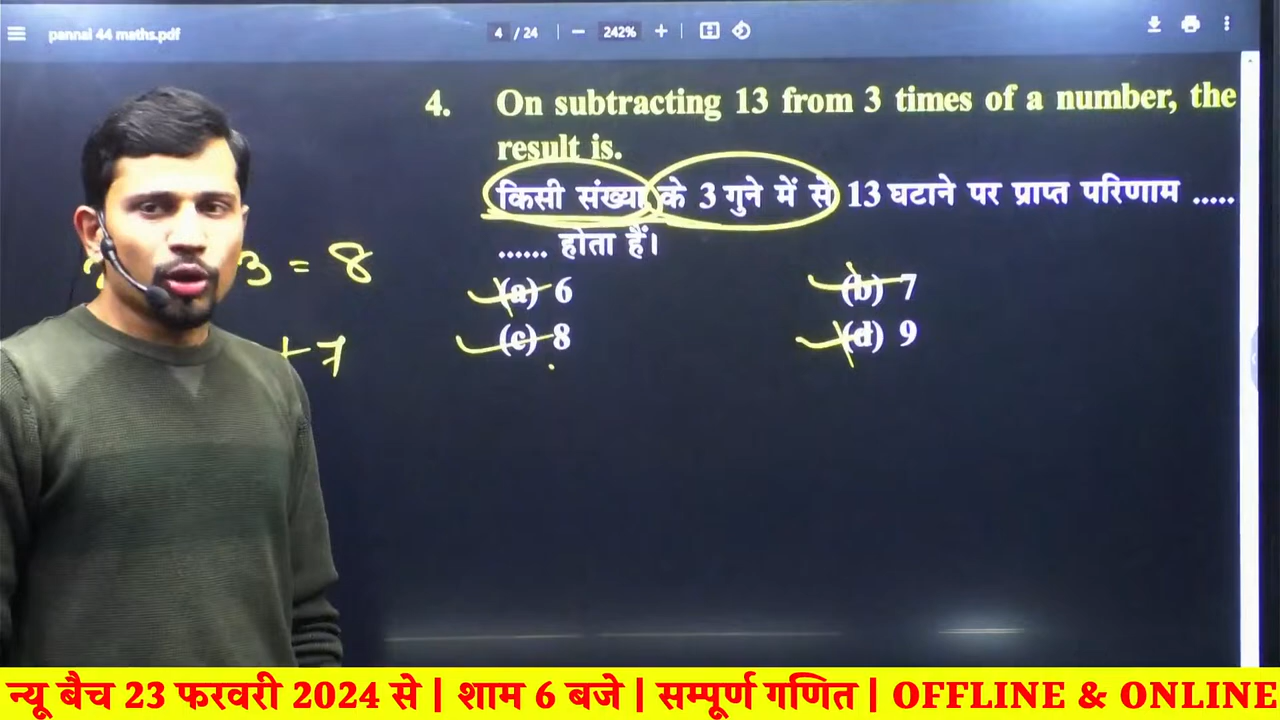 pannal 44 maths.pdf
4 / 24
242%
4. On subtracting 13 from 3 times of a number, the
result is.
किसी संख्या के 3 गुने में से 13 घटाने पर प्राप्त परिणाम .....
...... होता हैं।
3 = 8
(a) 6
(b) 7
+ 7
(c) 8
(d) 9
न्यू बैच 23 फरवरी 2024 से | शाम 6 बजे | सम्पूर्ण गणित | OFFLINE & ONLINE